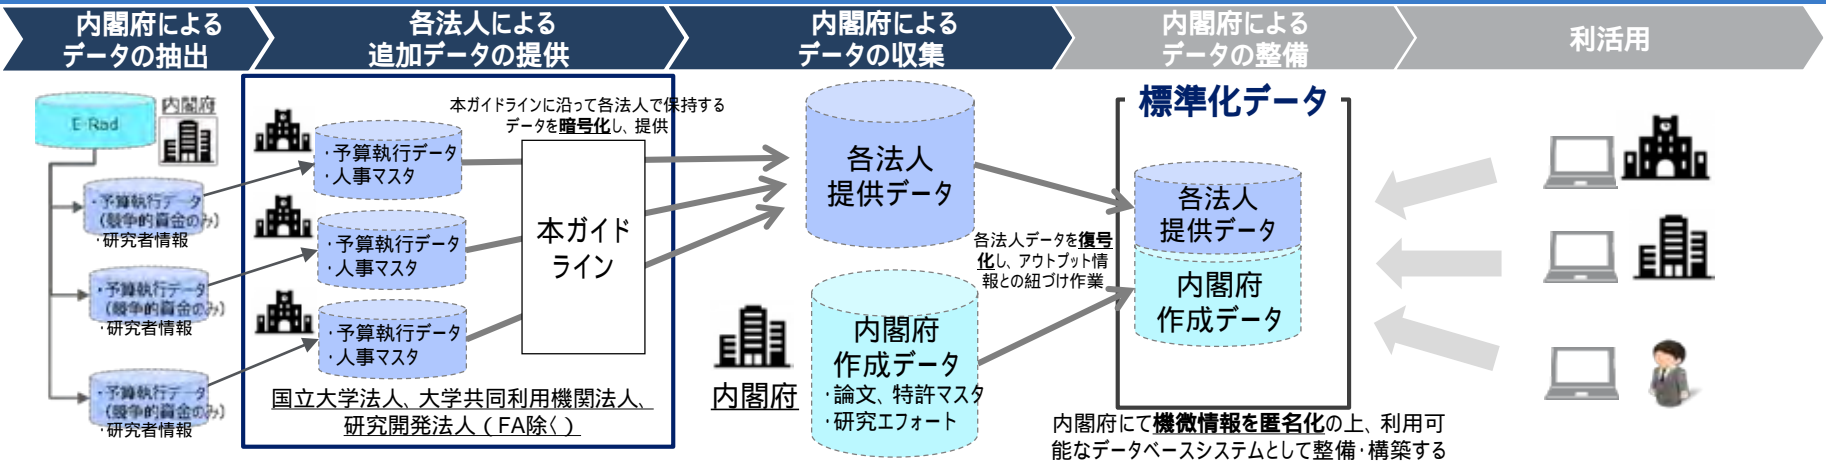 内閣府による
データの抽出
各法人による
追加データの提供
内閣府による
データの収集
内閣府による
データの整備
利活用
E-Rad
内閣府
・予算執行データ
（競争的資金のみ）
・研究者情報
・予算執行データ
（競争的資金のみ）
・研究者情報
・予算執行データ
（競争的資金のみ）
・研究者情報
本ガイドラインに沿って各法人で保持する
データを暗号化し、提供
・予算執行データ
・人事マスタ
・予算執行データ
・人事マスタ
・予算執行データ
・人事マスタ
本ガイド
ライン
国立大学法人、大学共同利用機関法人、
研究開発法人（FA除く）
各法人
提供データ
内閣府
内閣府
作成データ
・論文、特許マスタ
・研究エフォート
各法人データを復号
化し、アウトプット情
報との紐づけ作業
標準化データ
各法人
提供データ
内閣府
作成データ
内閣府にて機微情報を匿名化の上、利用可
能なデータベースシステムとして整備・構築する